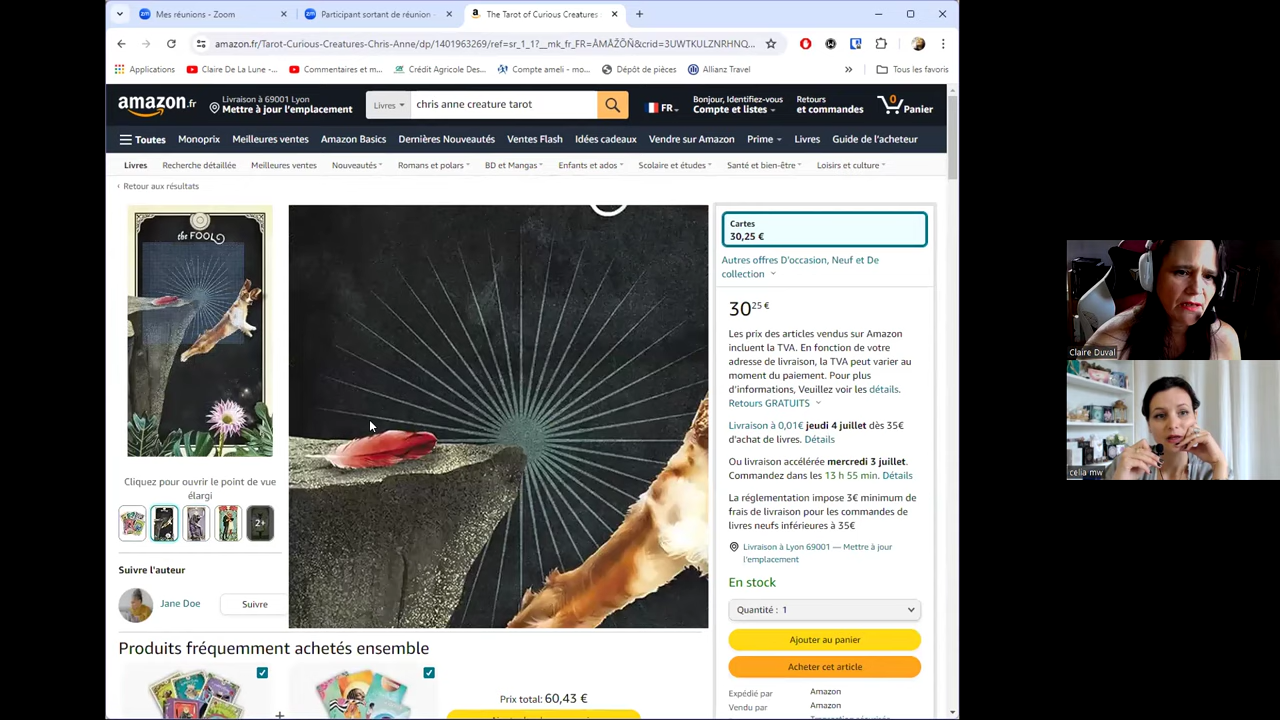 Mes réunions - Zoom
Participant sortant de réunion
The Tarot of Curious Creatures
amazon.fr/Tarot-Curious-Creatures-Chris-Anne/dp/1401963269/ref=sr_1_1?__mk_fr_FR=ÅMÅŽÕÑ&crid=3UWTKULZNRHNQ...
Applications
Claire De La Lune -...
Commentaires et m...
Crédit Agricole Des...
Compte ameli - mo...
Dépôt de pièces
Allianz Travel
»
Tous les favoris
amazon.fr
Livraison à 69001 Lyon
Mettre à jour l'emplacement
Livres
chris anne creature tarot
FR
Bonjour, Identifiez-vous
Compte et listes
Retours
et commandes
0
Panier
Toutes
Monoprix
Meilleures ventes
Amazon Basics
Dernières Nouveautés
Ventes Flash
Idées cadeaux
Vendre sur Amazon
Prime
Livres
Guide de l'acheteur
Livres
Recherche détaillée
Meilleures ventes
Nouveautés
Romans et polars
BD et Mangas
Enfants et ados
Scolaire et études
Santé et bien-être
Loisirs et culture
‹ Retour aux résultats
the FOOL
Cliquez pour ouvrir le point de vue
élargi
2+
Suivre l'auteur
Jane Doe
Suivre
Cartes
30,25 €
Autres offres D'occasion, Neuf et De
collection
30 25 €
Les prix des articles vendus sur Amazon
incluent la TVA. En fonction de votre
adresse de livraison, la TVA peut varier au
moment du paiement. Pour plus
d'informations, Veuillez voir les détails.
Retours GRATUITS
Livraison à 0,01€ jeudi 4 juillet dès 35€
d'achat de livres. Détails
Ou livraison accélérée mercredi 3 juillet.
Commandez dans les 13 h 55 min. Détails
La réglementation impose 3€ minimum de
frais de livraison pour les commandes de
livres neufs inférieures à 35€
Livraison à Lyon 69001 — Mettre à jour
l'emplacement
En stock
Quantité : 1
Ajouter au panier
Acheter cet article
Expédié par Amazon
Vendu par Amazon
Produits fréquemment achetés ensemble
+
Prix total: 60,43 €
Claire Duval
celia mw